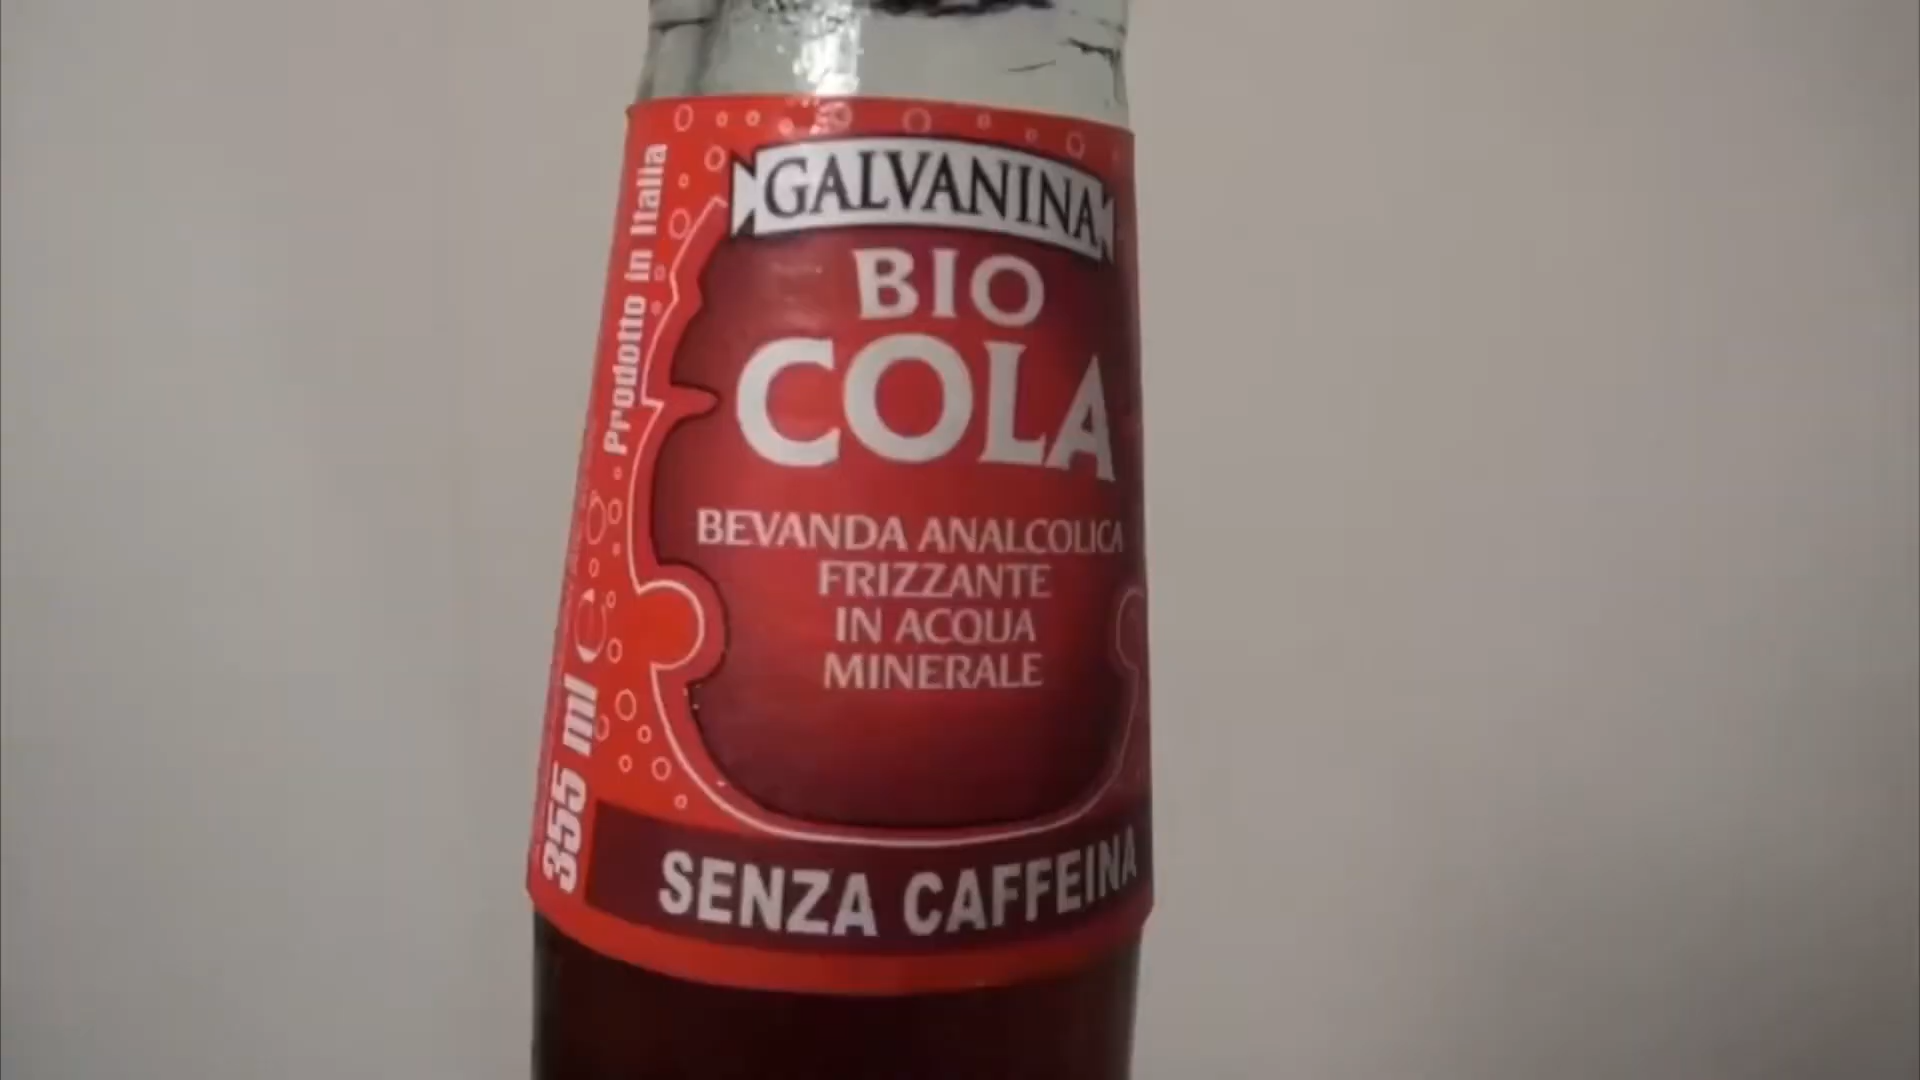 GALVANINA
BIO
COLA
BEVANDA ANALCOLICA
FRIZZANTE
IN ACQUA
MINERALE
SENZA CAFFEINA
Prodotto in Italia
355 ml e